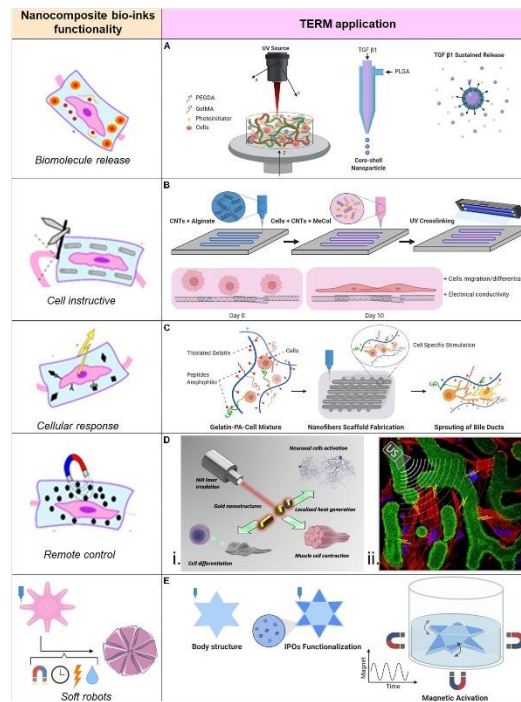 Nanocomposite bio-inks
functionality
TERM application
Biomolecule release
A
UV Source
PEGDA
GelMA
Photoinitiator
Cells
TGF β1
PLGA
Core-shell
Nanoparticle
TGF β1 Sustained Release
Cell instructive
B
CNTs + Alginate
Cells + CNTs + MeCol
UV Crosslinking
Day 0
Day 10
+ Cells migration/differentiat
+ Electrical conductivity
Cellular response
C
Thiolated Gelatin
Cells
Peptides
Amphiphile
Gelatin-PA-Cell Mixture
Cell Specific Stimulation
Nanofibers Scaffold Fabrication
Sprouting of Bile Ducts
Remote control
D
NIR laser
irradation
Neuronal cells
activation
Gold nanostructures
Localized heat generation
Cell differentiation
Muscle cell contraction
i.
US
ii.
Soft robots
E
Body structure
IPOs Functionalization
Magnet
Time
Magnetic Acivation